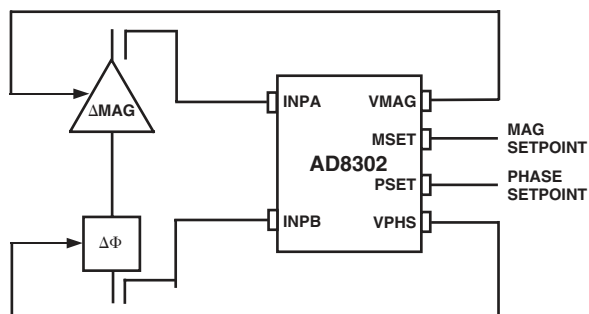 ΔMAG
INPA
VMAG
MSET
MAG
SETPOINT
AD8302
PSET
PHASE
SETPOINT
INPB
VPHS
ΔΦ